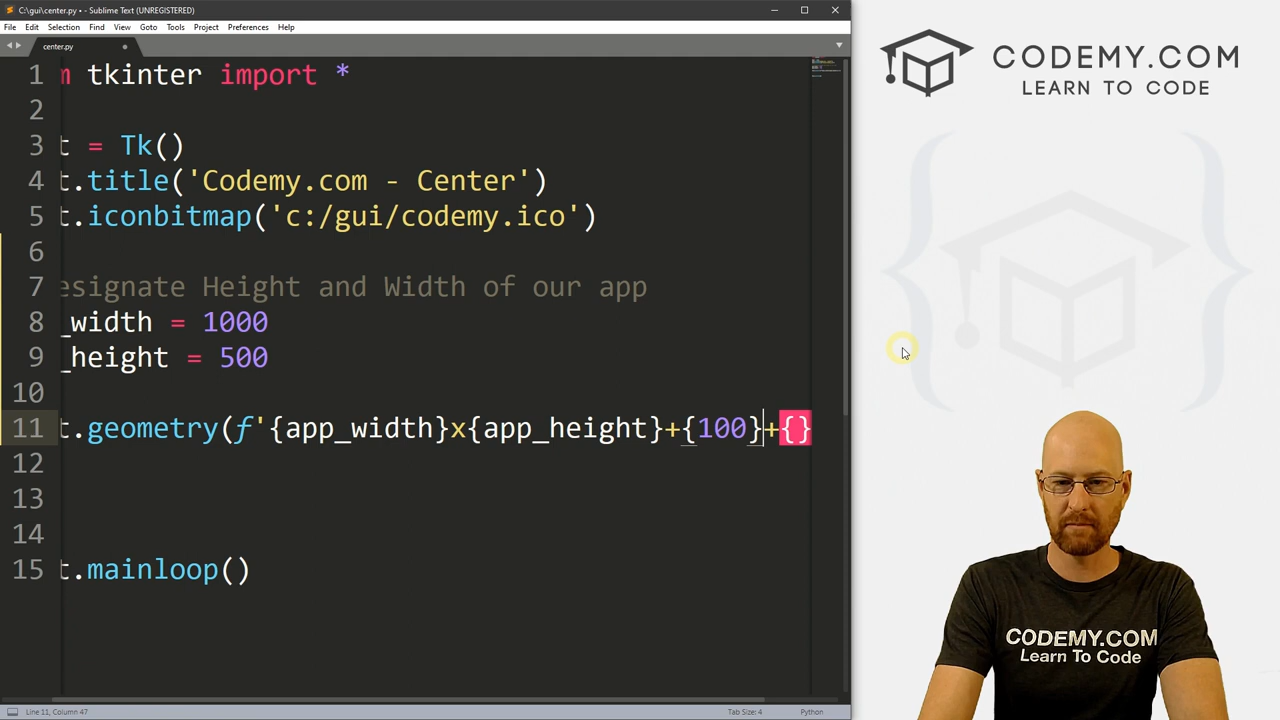 C:\gui\center.py • - Sublime Text (UNREGISTERED)
File Edit Selection Find View Goto Tools Project Preferences Help
center.py
1 m tkinter import *
2
3 t = Tk()
4 t.title('Codemy.com - Center')
5 t.iconbitmap('c:/gui/codemy.ico')
6
7 esignate Height and Width of our app
8 _width = 1000
9 _height = 500
10
11 t.geometry(f'{app_width}x{app_height}+{100}+{}
12
13
14
15 t.mainloop()
Line 11, Column 47
Tab Size: 4
Python
CODEMY.COM
LEARN TO CODE
CODEMY.COM
Learn To Code